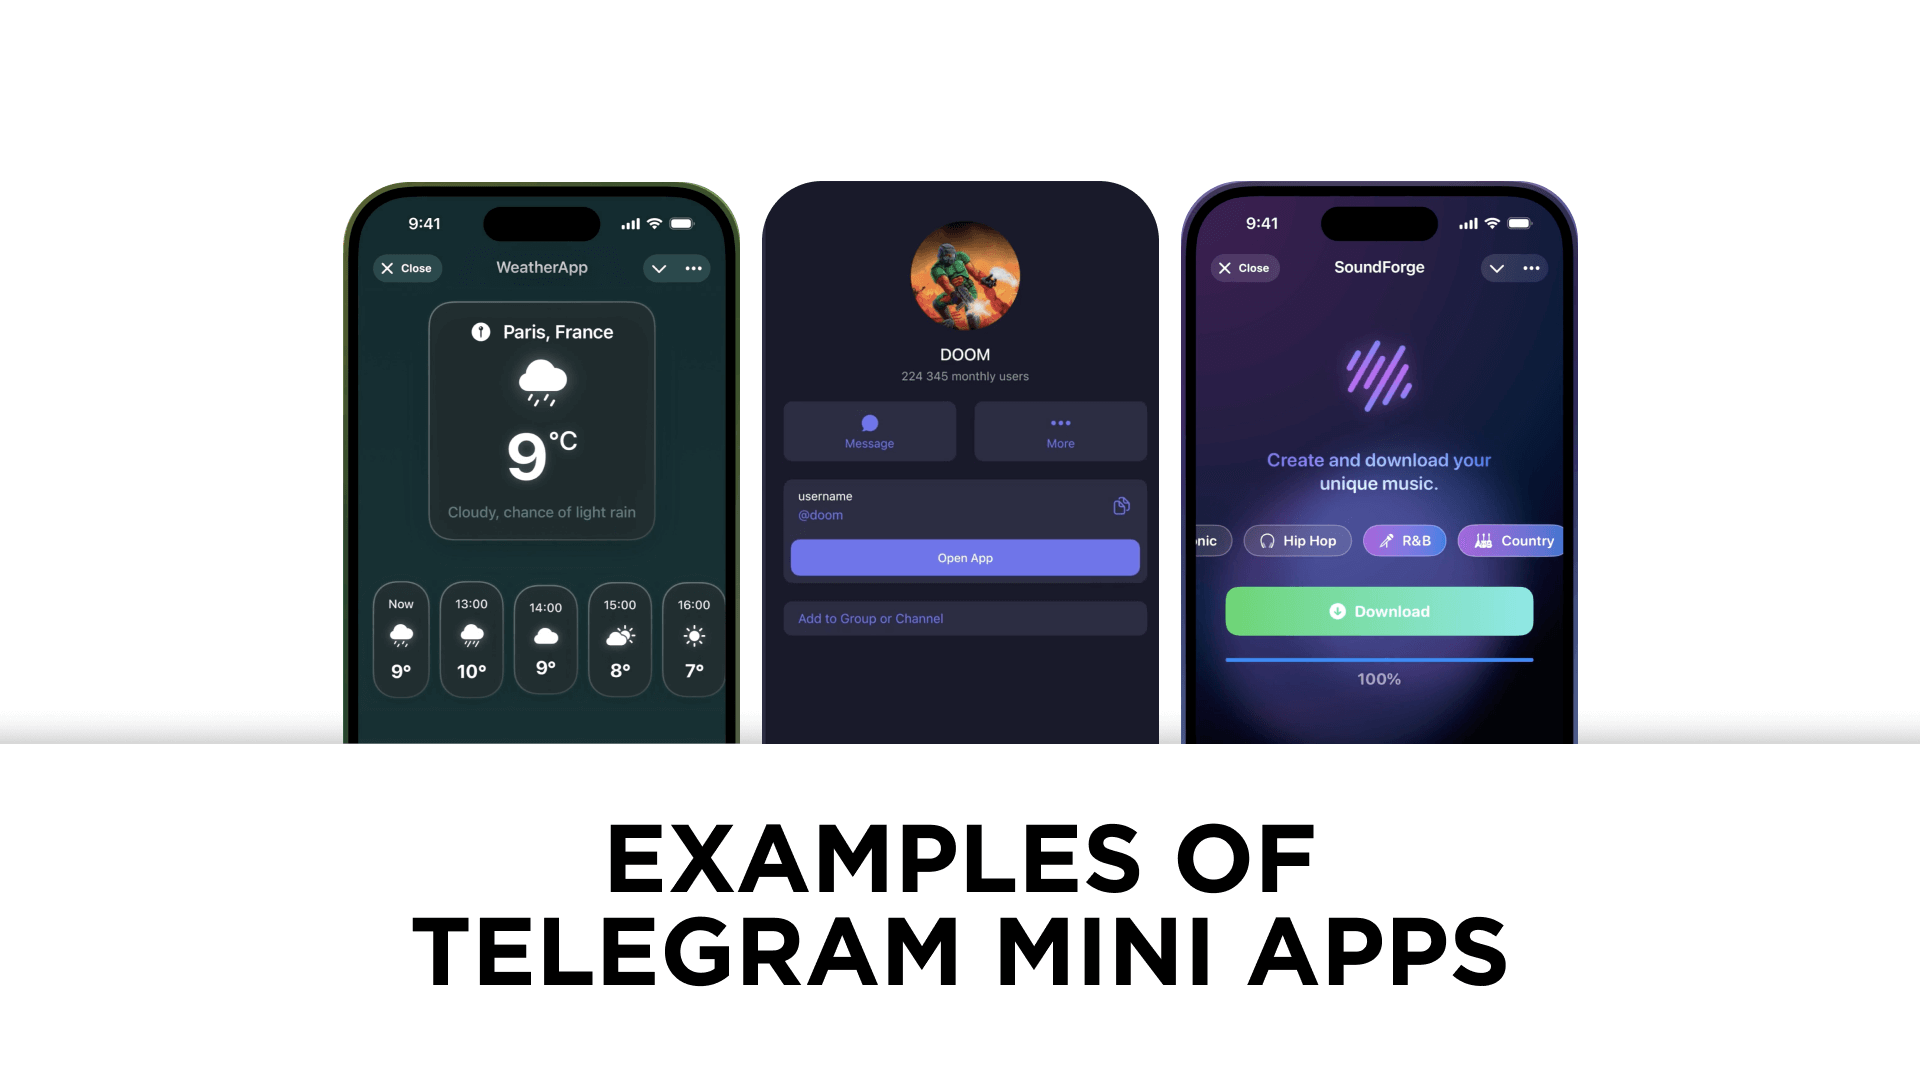 9:41
Close
WeatherApp
Paris, France
9°C
Cloudy, chance of light rain
Now
9°
13:00
10°
14:00
9°
15:00
8°
16:00
7°
DOOM
224 345 monthly users
Message
More
username
@doom
Open App
Add to Group or Channel
9:41
Close
SoundForge
Create and download your
unique music.
nic
Hip Hop
R&B
Country
Download
100%
EXAMPLES OF
TELEGRAM MINI APPS